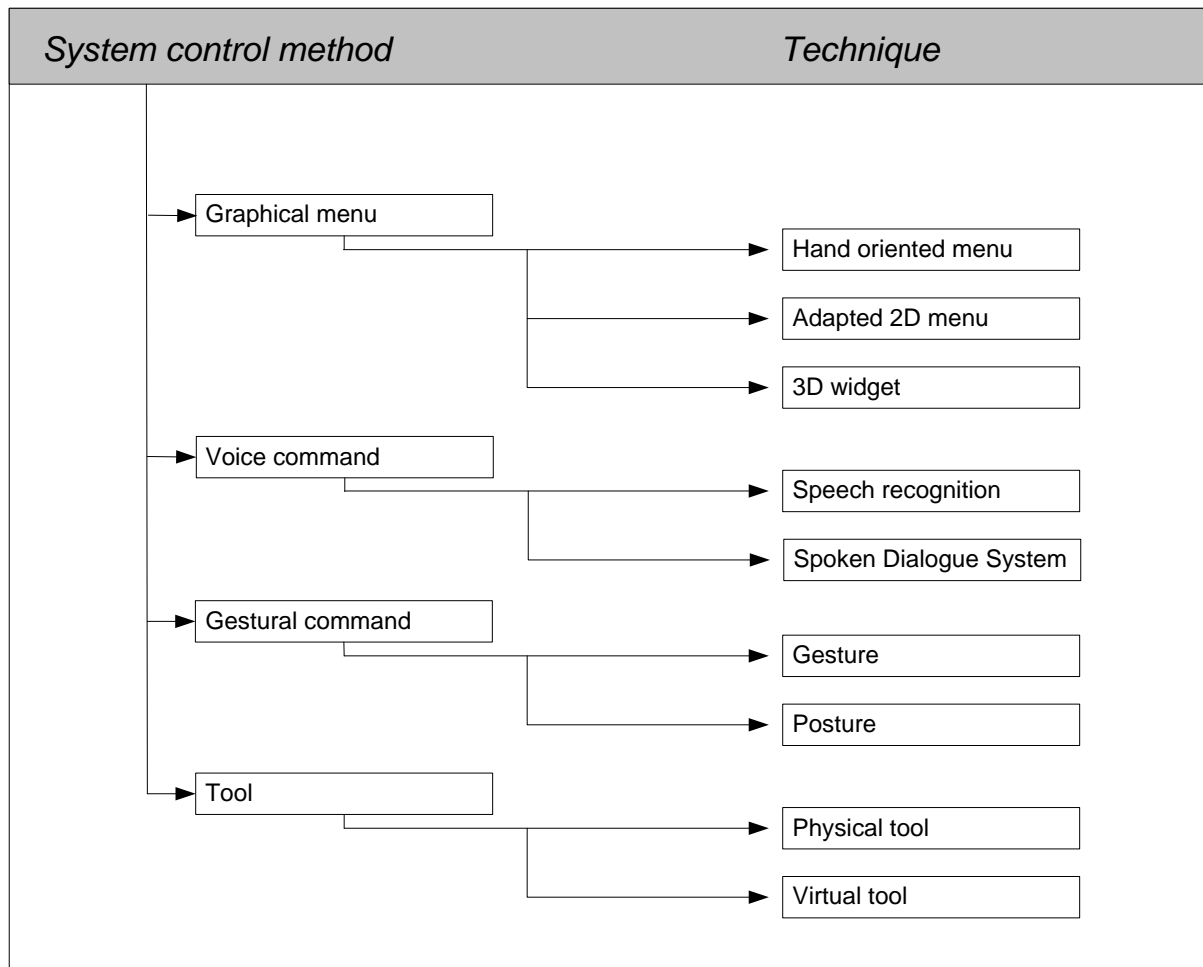 System control method
Technique
Graphical menu
Hand oriented menu
Adapted 2D menu
3D widget
Voice command
Speech recognition
Spoken Dialogue System
Gestural command
Gesture
Posture
Tool
Physical tool
Virtual tool